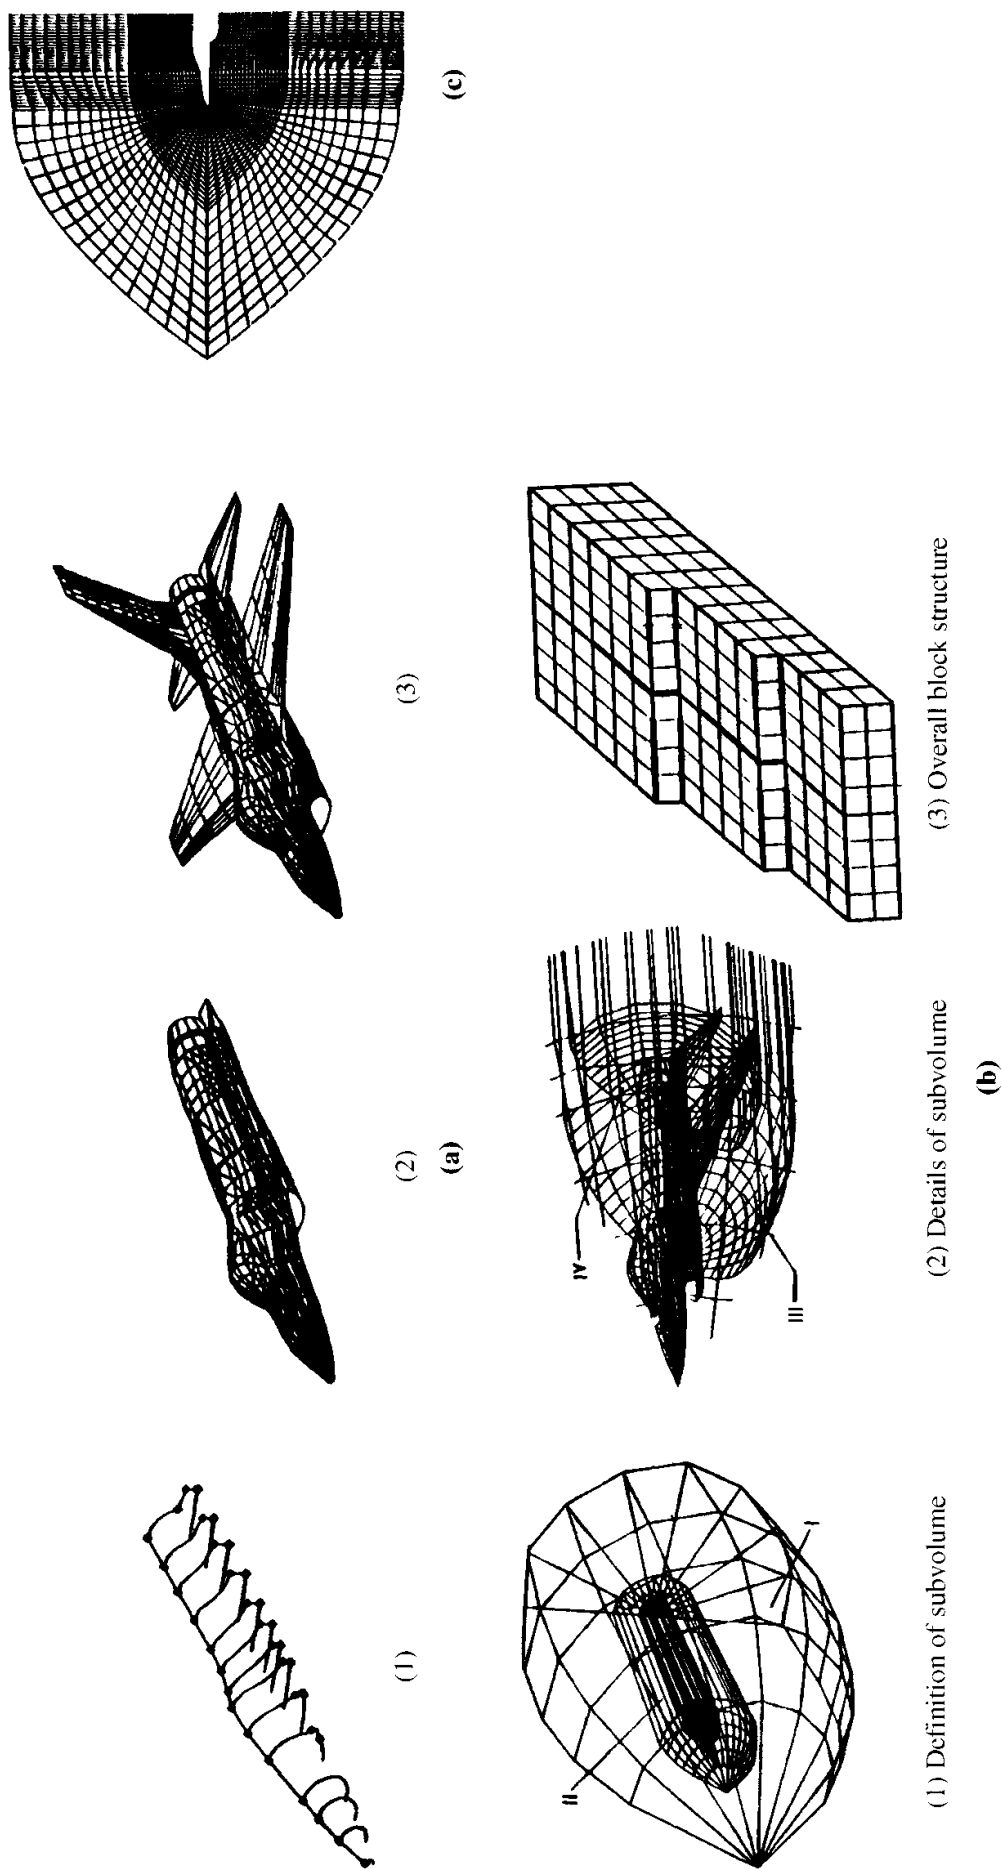 (1)
(2)
(3)
(a)
II
I
IV
III
(1) Definition of subvolume
(2) Details of subvolume
(3) Overall block structure
(b)
(c)